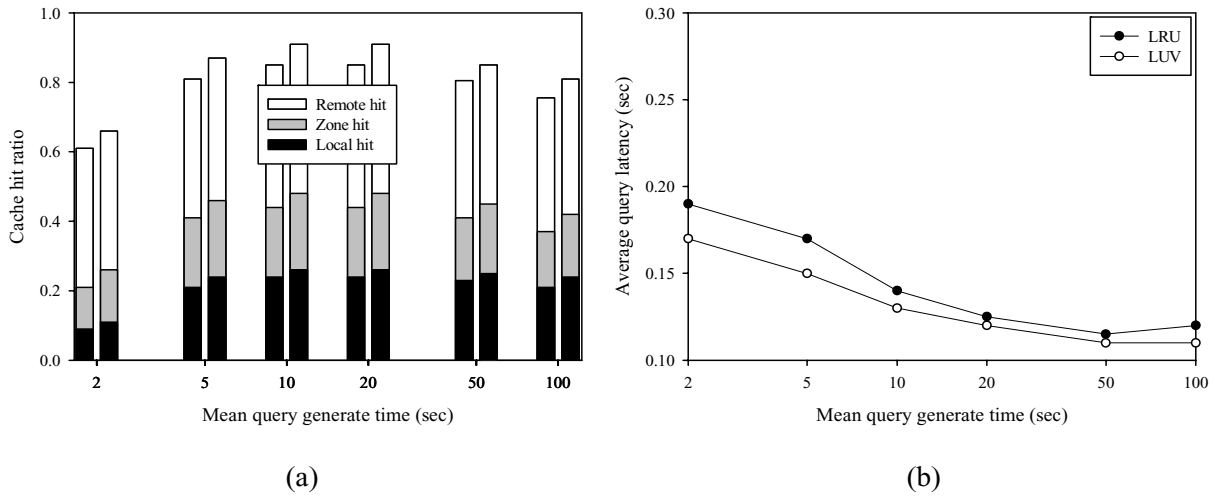 1.0
0.8
0.6
0.4
0.2
0.0
Cache hit ratio
Remote hit
Zone hit
Local hit
2 5 10 20 50 100
Mean query generate time (sec)
(a)
0.30
0.25
0.20
0.15
0.10
Average query latency (sec)
LRU
LUV
2 5 10 20 50 100
Mean query generate time (sec)
(b)